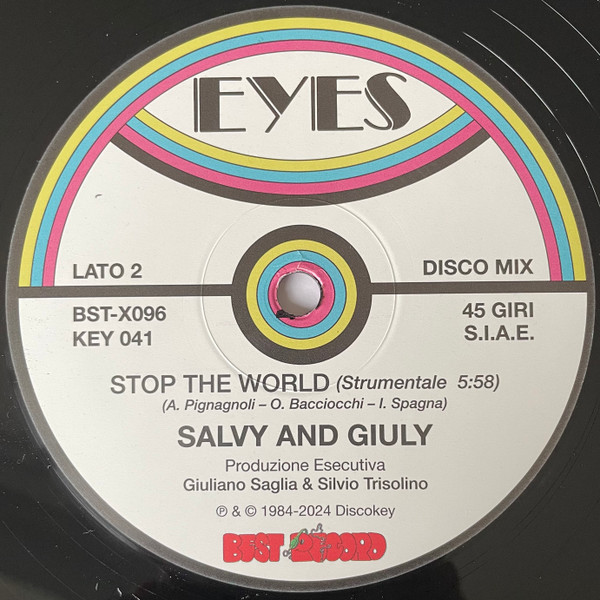 EYES
LATO 2
DISCO MIX
BST-X096
45 GIRI
KEY 041
S.I.A.E.
STOP THE WORLD (Strumentale 5:58)
(A. Pignagnoli – O. Bacciocchi – I. Spagna)
SALVY AND GIULY
Produzione Esecutiva
Giuliano Saglia & Silvio Trisolino
℗ & © 1984-2024 Discokey
BEST RECORD